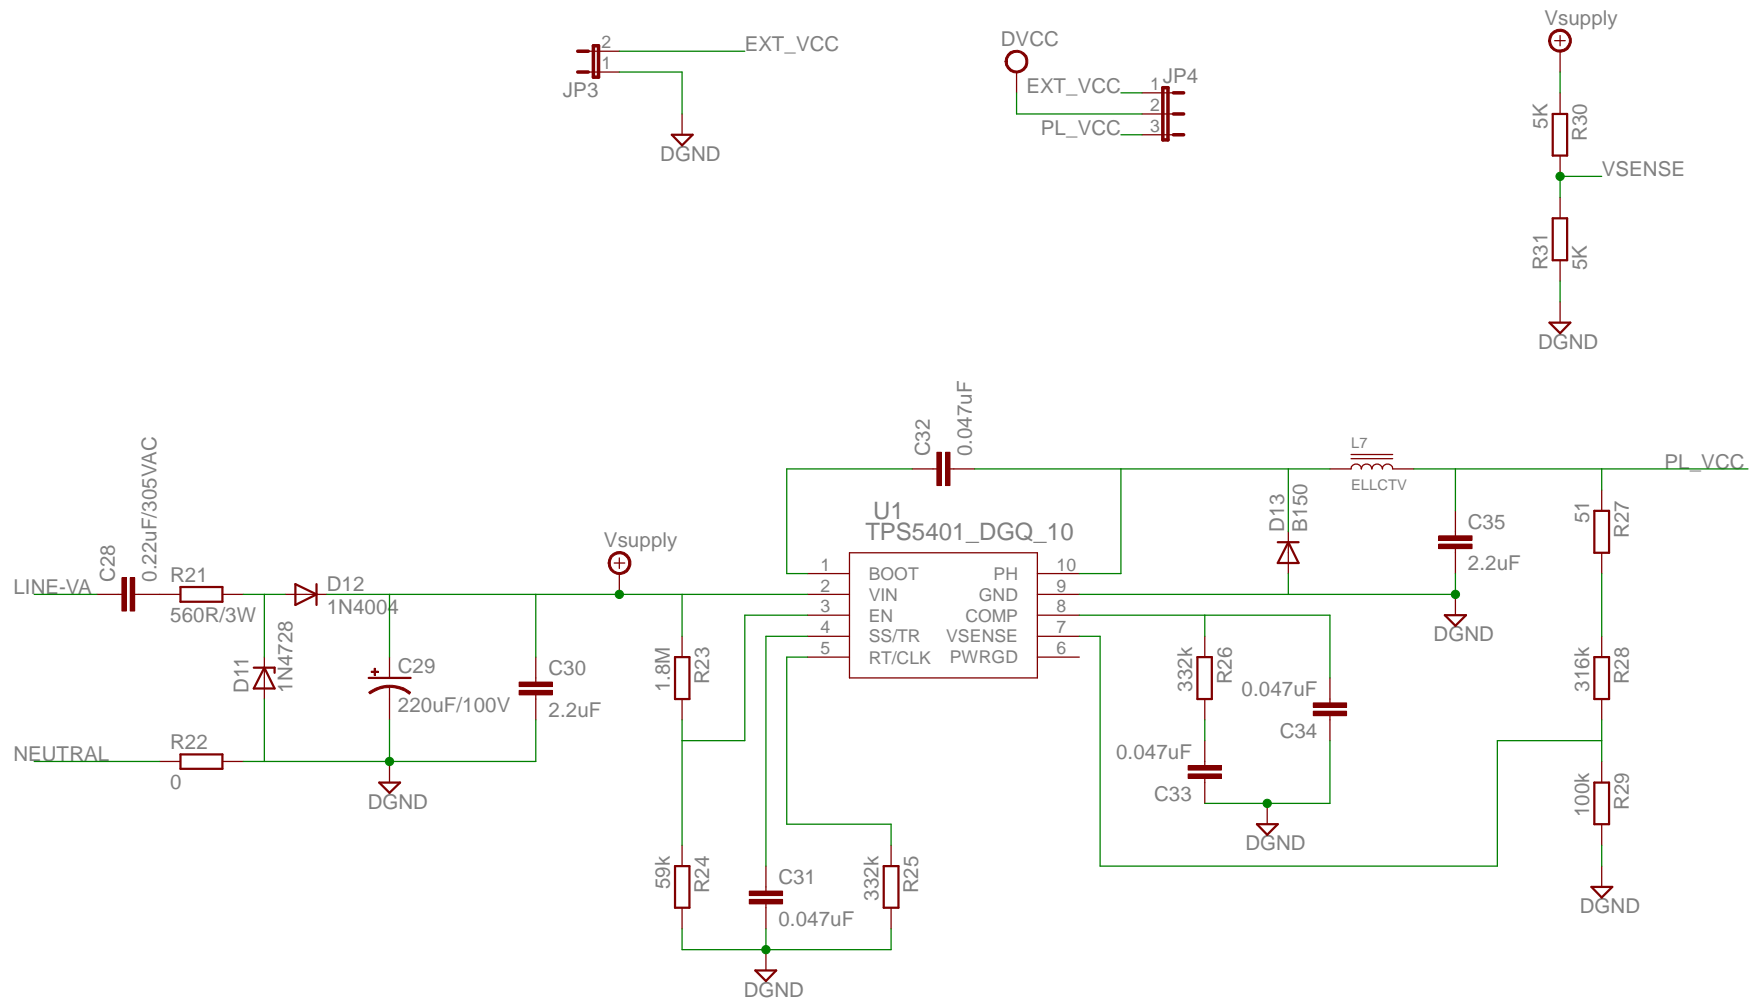 Vsupply
DVCC
2
EXT_VCC
1
JP3
DGND
EXT_VCC
1
JP4
2
PL_VCC
3
5K
R30
VSENSE
R31
5K
DGND
C32
0.047uF
L7
ELLCTV
PL_VCC
C28
0.22uF/305VAC
LINE-VA
R21
560R/3W
D12
1N4004
D11
1N4728
C29
220uF/100V
C30
2.2uF
NEUTRAL
R22
0
DGND
Vsupply
U1
TPS5401_DGQ_10
1
BOOT
PH
10
2
VIN
GND
9
3
EN
COMP
8
4
SS/TR
VSENSE
7
5
RT/CLK
PWRGD
6
D13
B150
C35
2.2uF
DGND
51
R27
316k
R28
100k
R29
DGND
1.8M
R23
59k
R24
C31
0.047uF
332k
R25
DGND
332k
R26
0.047uF
C34
0.047uF
C33
DGND